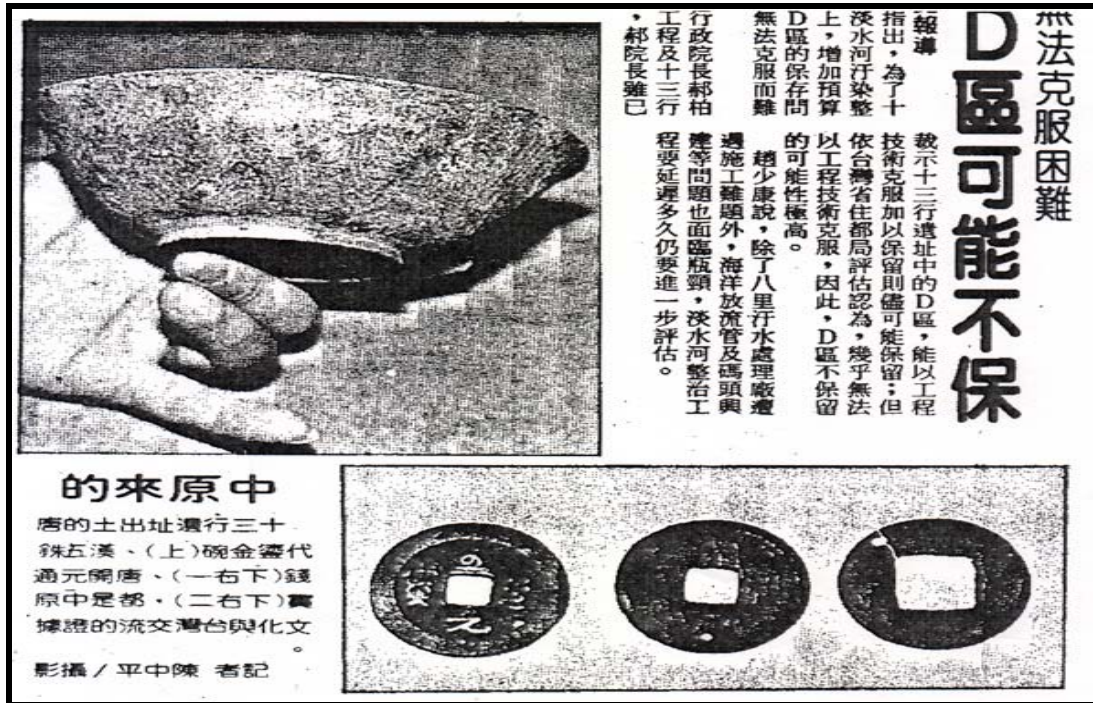 無法克服困難
D區可能不保
報導
指出，為了十
淡水河汙染整
上，增加預算
D區的保存問
無法克服而難
行政院長郝柏
工程及十三行
，郝院長雖已
裁示十三行遺址中的D區，能以工程
技術克服加以保留則儘可能保留；但
依台灣省住都局評估認為，幾乎無法
以工程技術克服，因此，D區不保留
的可能性極高。
趙少康說，除了八里汙水處理廠遭
遇施工難題外，海洋放流管及碼頭興
建等問題也面臨瓶頸，淡水河整治工
程要延遲多久仍要進一步評估。
中原來的
十三行遺址出土的唐
代鎏金碗（上）、漢五銖
錢（下右一）、唐開元通
寶（下右二），都是中原
文化與台灣交流的證據
。
記者 陳中平／攝影